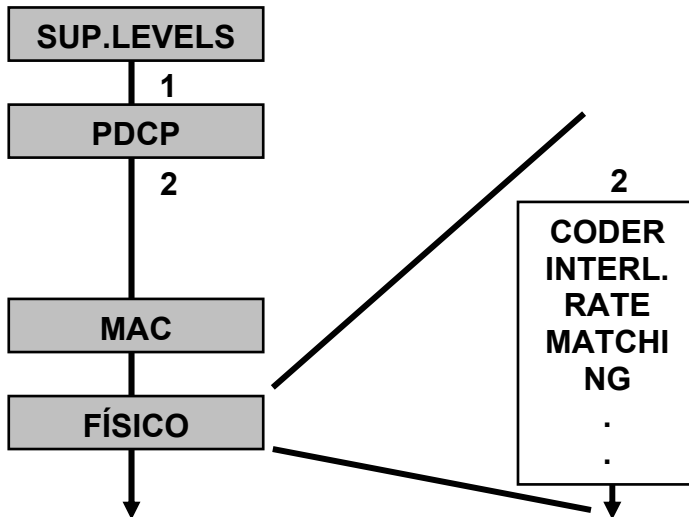 SUP.LEVELS
1
PDCP
2
MAC
FÍSICO
2
CODER
INTERL.
RATE
MATCHI
NG
.
.